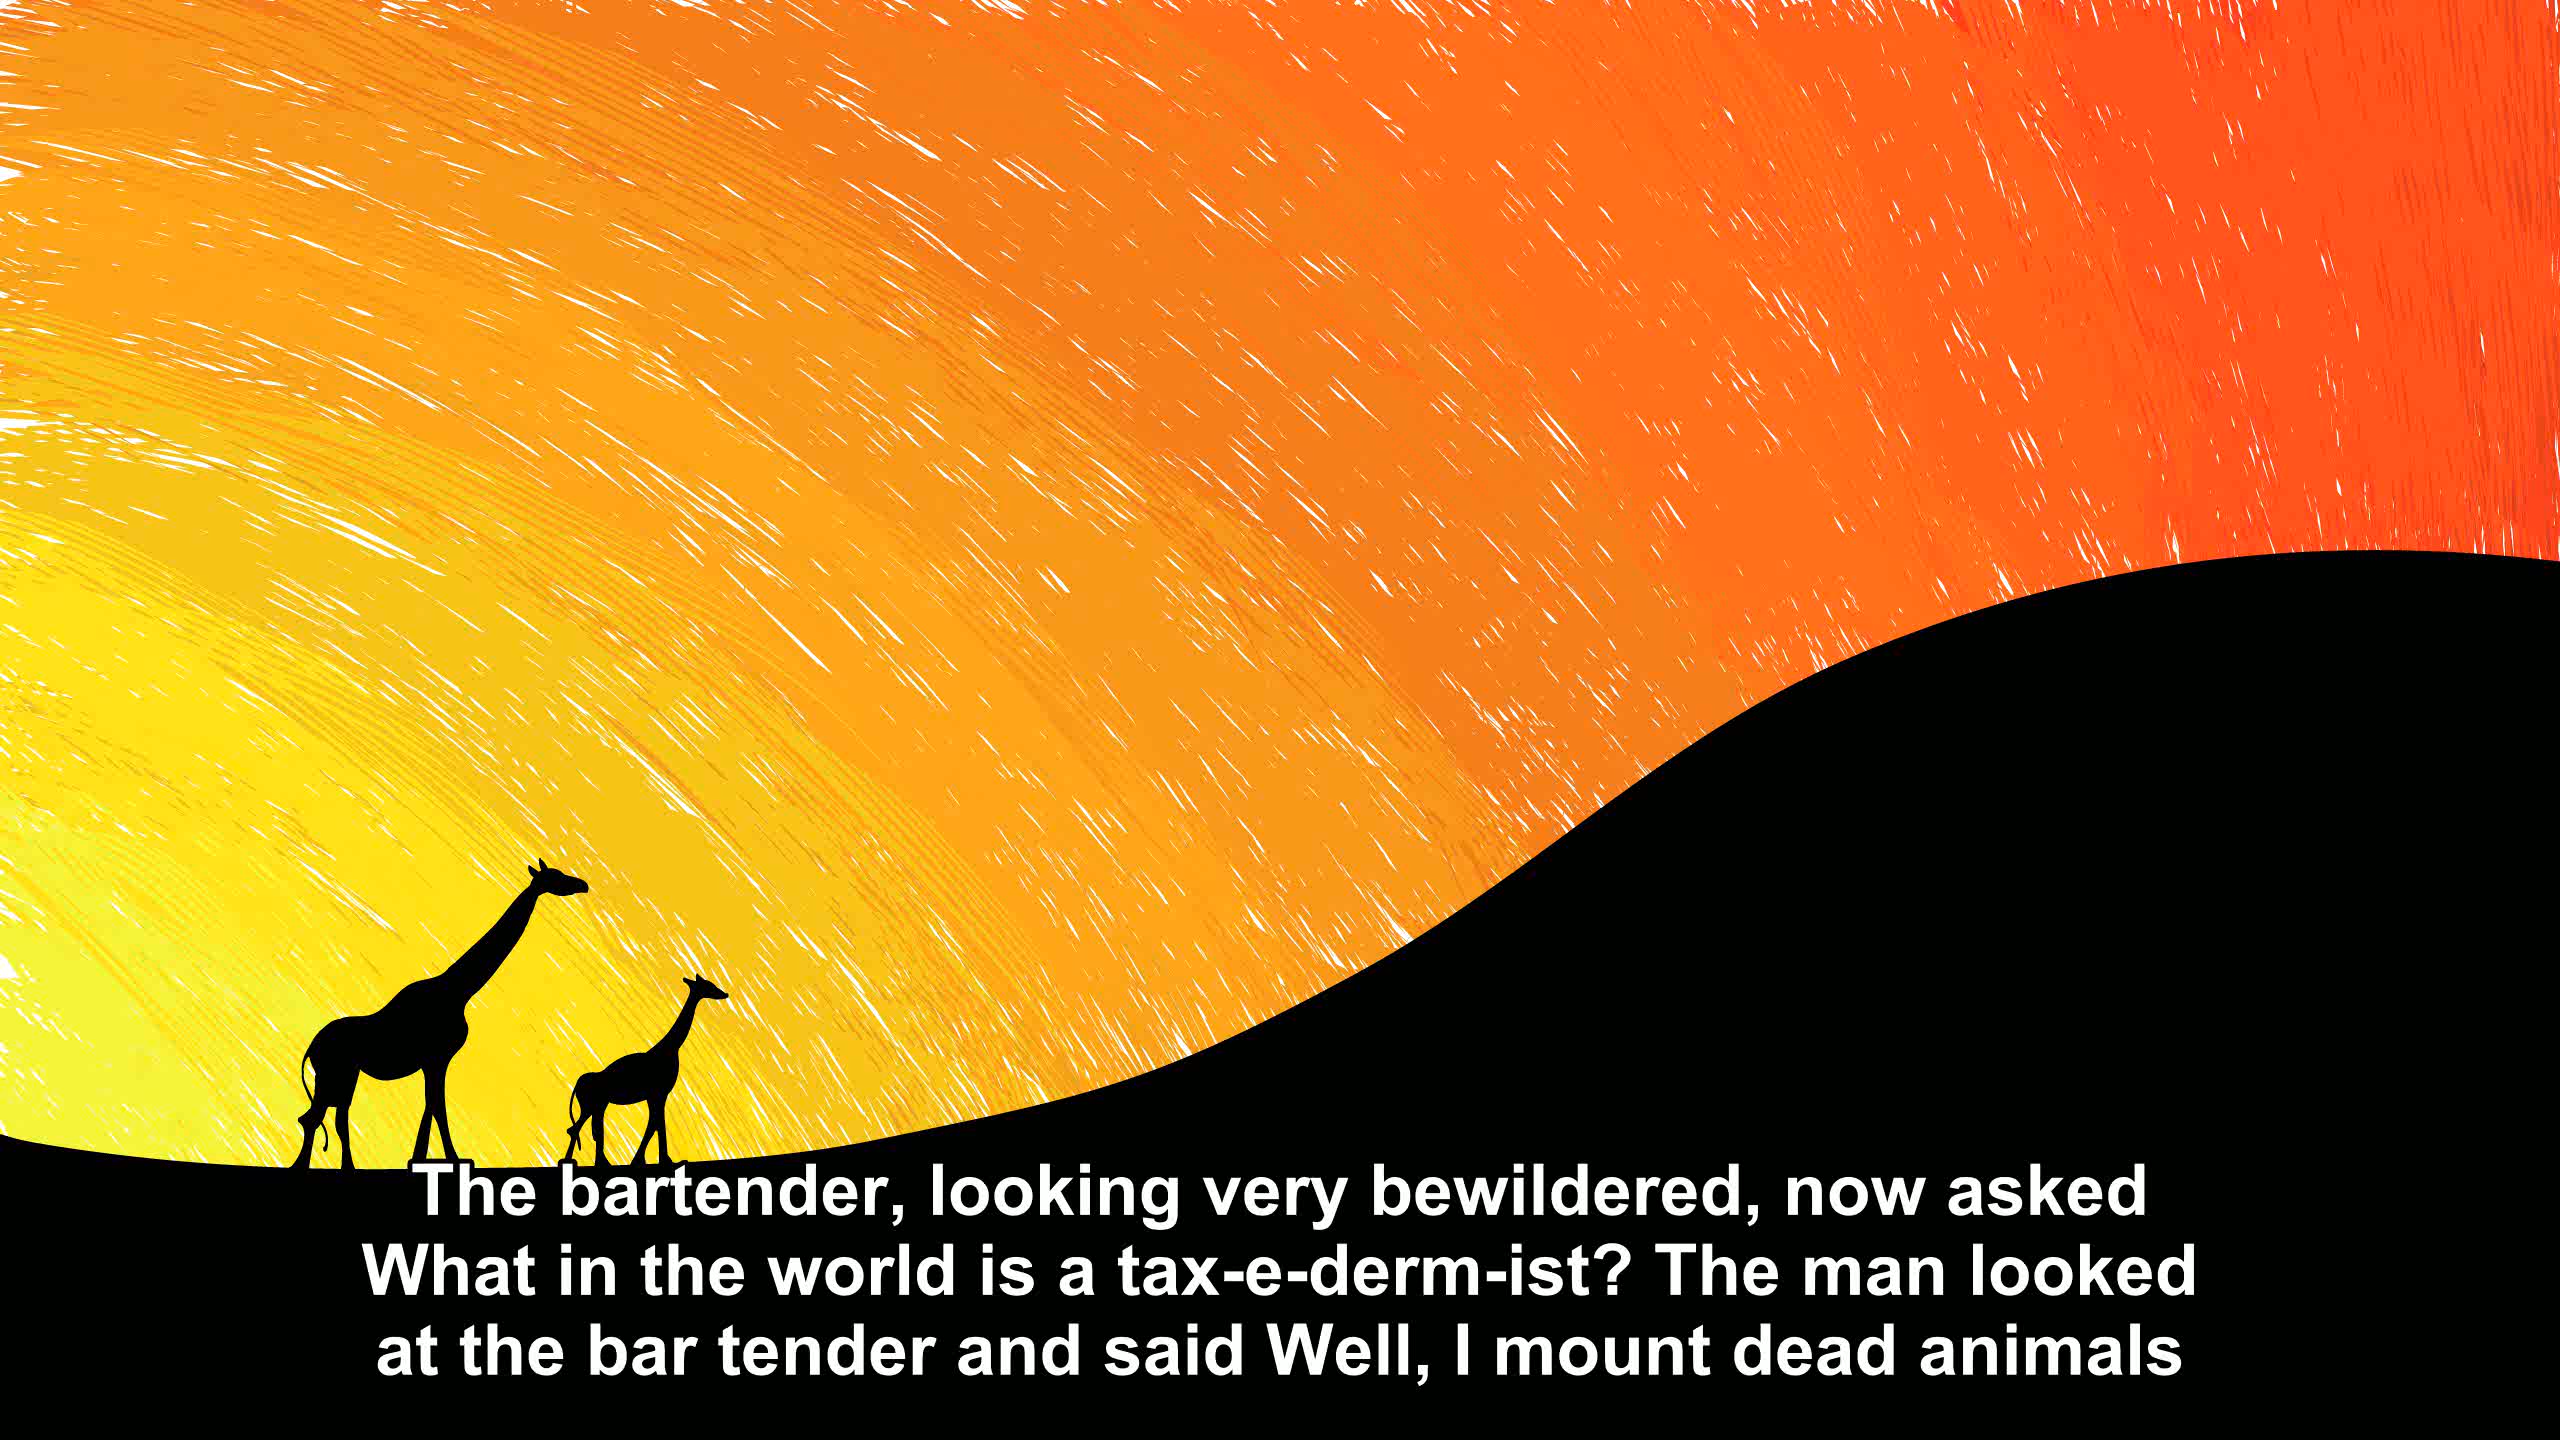 The bartender, looking very bewildered, now asked
What in the world is a tax-e-derm-ist? The man looked
at the bar tender and said Well, I mount dead animals